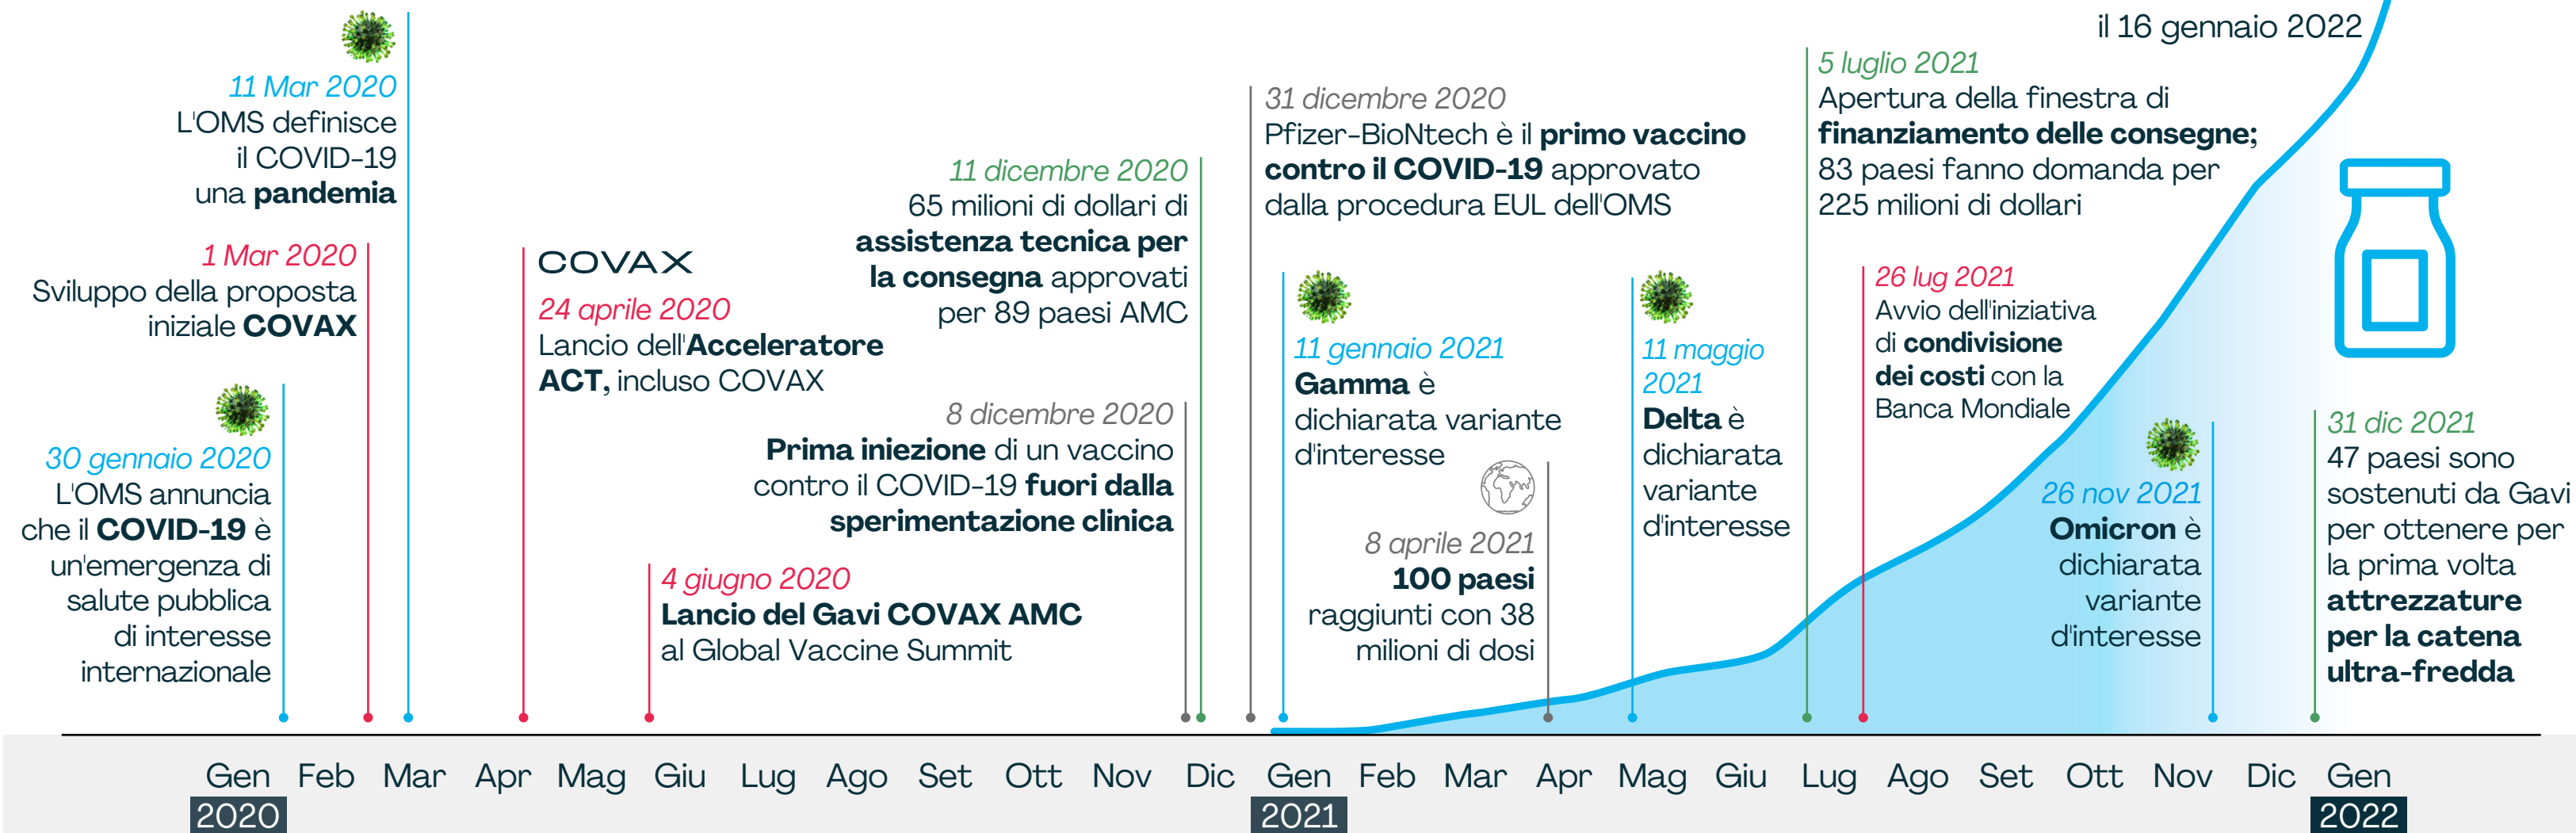 il 16 gennaio 2022
11 Mar 2020
L'OMS definisce
il COVID-19
una pandemia
1 Mar 2020
Sviluppo della proposta
iniziale COVAX
30 gennaio 2020
L'OMS annuncia
che il COVID-19 è
un'emergenza di
salute pubblica
di interesse
internazionale
COVAX
24 aprile 2020
Lancio dell'Acceleratore
ACT, incluso COVAX
4 giugno 2020
Lancio del Gavi COVAX AMC
al Global Vaccine Summit
8 dicembre 2020
Prima iniezione di un vaccino
contro il COVID-19 fuori dalla
sperimentazione clinica
11 dicembre 2020
65 milioni di dollari di
assistenza tecnica per
la consegna approvati
per 89 paesi AMC
31 dicembre 2020
Pfizer-BioNtech è il primo vaccino
contro il COVID-19 approvato
dalla procedura EUL dell'OMS
11 gennaio 2021
Gamma è
dichiarata variante
d'interesse
8 aprile 2021
100 paesi
raggiunti con 38
milioni di dosi
11 maggio
2021
Delta è
dichiarata
variante
d'interesse
5 luglio 2021
Apertura della finestra di
finanziamento delle consegne;
83 paesi fanno domanda per
225 milioni di dollari
26 lug 2021
Avvio dell'iniziativa
di condivisione
dei costi con la
Banca Mondiale
26 nov 2021
Omicron è
dichiarata
variante
d'interesse
31 dic 2021
47 paesi sono
sostenuti da Gavi
per ottenere per
la prima volta
attrezzature
per la catena
ultra-fredda
Gen Feb Mar Apr Mag Giu Lug Ago Set Ott Nov Dic Gen Feb Mar Apr Mag Giu Lug Ago Set Ott Nov Dic Gen
2020 2021 2022